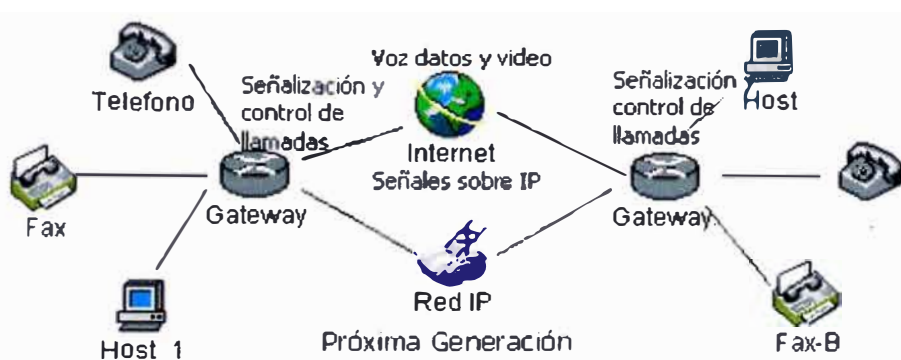 Voz datos y video
Telefono
Señalización y
control de
llamadas
Señalización y
control de
llamadas
Host
Internet
Señales sobre IP
Fax
Gateway
Gateway
Host 1
Red IP
Próxima Generación
Fax-B